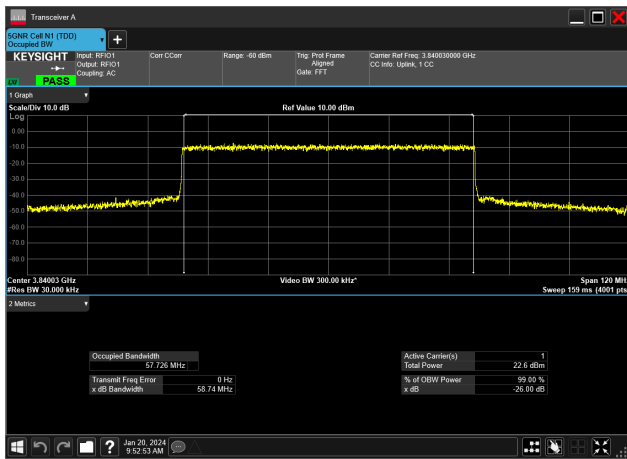 Transceiver A
5GNR Cell N1 (TDD)
Occupied BW
KEYSIGHT
LXI
PASS
Input: RFIO1
Output: RFIO1
Coupling: AC
Corr CCorr
Range: -60 dBm
Trig: Prot Frame
Aligned
Gate: FFT
Carrier Ref Freq: 3.840030000 GHz
CC Info: Uplink, 1 CC
1 Graph
Scale/Div 10.0 dB
Ref Value 10.00 dBm
Log
0.00
-10.0
-20.0
-30.0
-40.0
-50.0
-60.0
-70.0
-80.0
Center 3.84003 GHz
#Res BW 30.000 kHz
Video BW 300.00 kHz*
Span 120 MH
Sweep 159 ms (4001 pts
2 Metrics
Occupied Bandwidth
57.726 MHz
Transmit Freq Error 0 Hz
x dB Bandwidth 58.74 MHz
Active Carrier(s) 1
Total Power 22.6 dBm
% of OBW Power 99.00 %
x dB -26.00 dB
Jan 20, 2024
9:52:53 AM